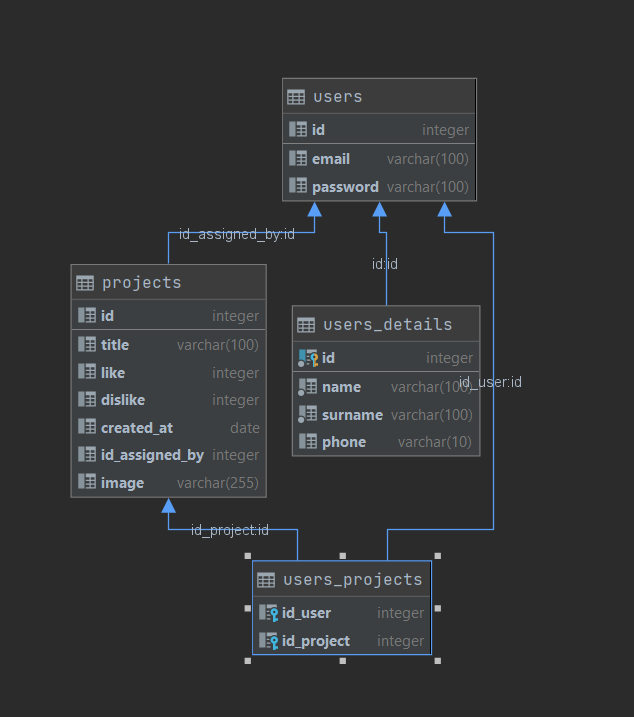 users
id integer
email varchar(100)
password varchar(100)
id_assigned_by:id
id:id
projects
id integer
title varchar(100)
like integer
dislike integer
created_at date
id_assigned_by integer
image varchar(255)
users_details
id integer
name varchar(100)
surname varchar(100)
phone varchar(10)
id_user:id
id_project:id
users_projects
id_user integer
id_project integer